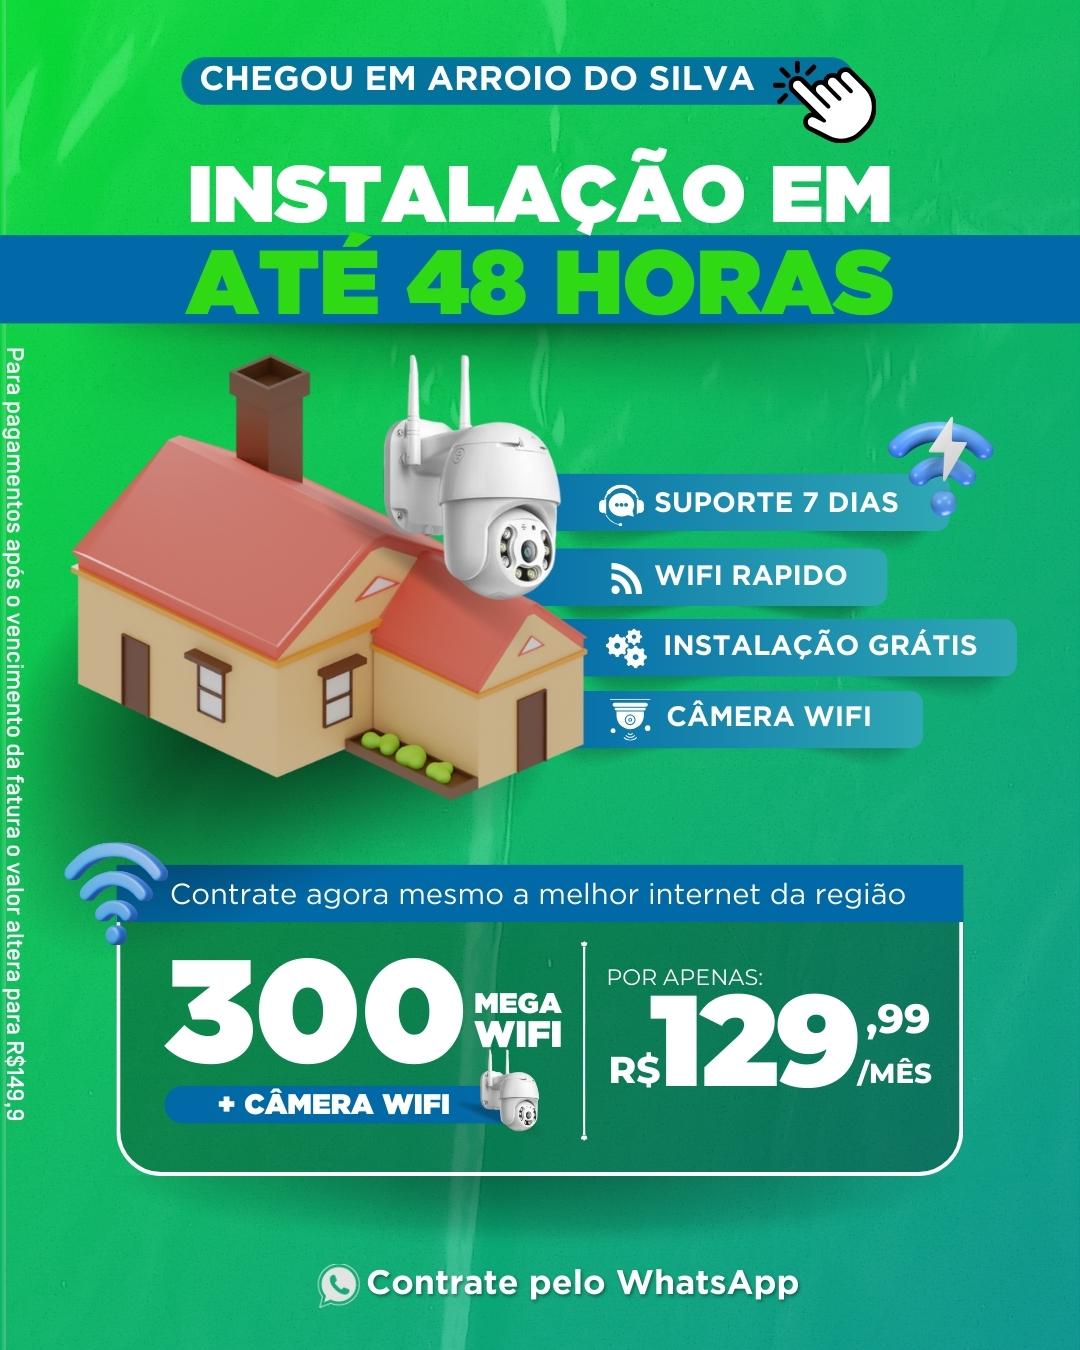 CHEGOU EM ARROIO DO SILVA
INSTALAÇÃO EM
ATÉ 48 HORAS
SUPORTE 7 DIAS
WIFI RAPIDO
INSTALAÇÃO GRÁTIS
CÂMERA WIFI
Para pagamentos após o vencimento da fatura o valor altera para R$149,9
Contrate agora mesmo a melhor internet da região
300 MEGA
WIFI
+ CÂMERA WIFI
POR APENAS:
R$129,99
/MÊS
Contrate pelo WhatsApp